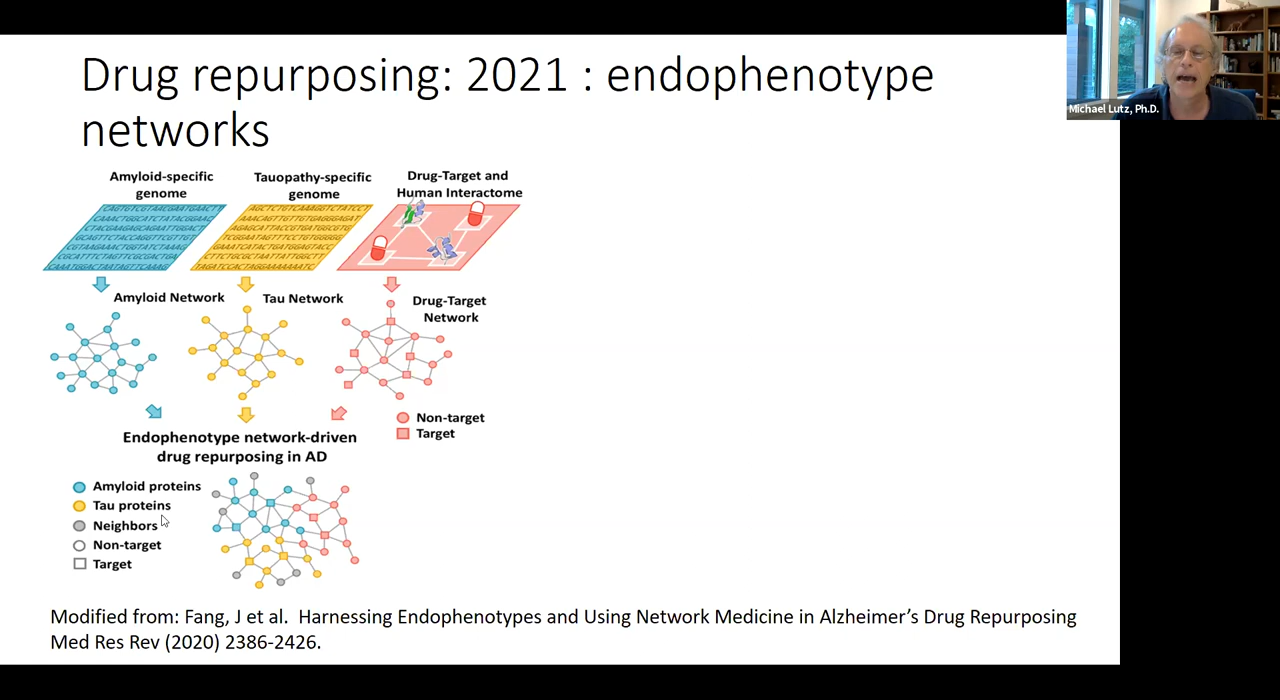 Drug repurposing: 2021 : endophenotype
networks
Michael Lutz, Ph.D.
Amyloid-specific
genome
Tauopathy-specific
genome
Drug-Target and
Human Interactome
Amyloid Network
Tau Network
Drug-Target
Network
Non-target
Target
Endophenotype network-driven
drug repurposing in AD
Amyloid proteins
Tau proteins
Neighbors
Non-target
Target
Modified from: Fang, J et al.  Harnessing Endophenotypes and Using Network Medicine in Alzheimer’s Drug Repurposing
Med Res Rev (2020) 2386-2426.